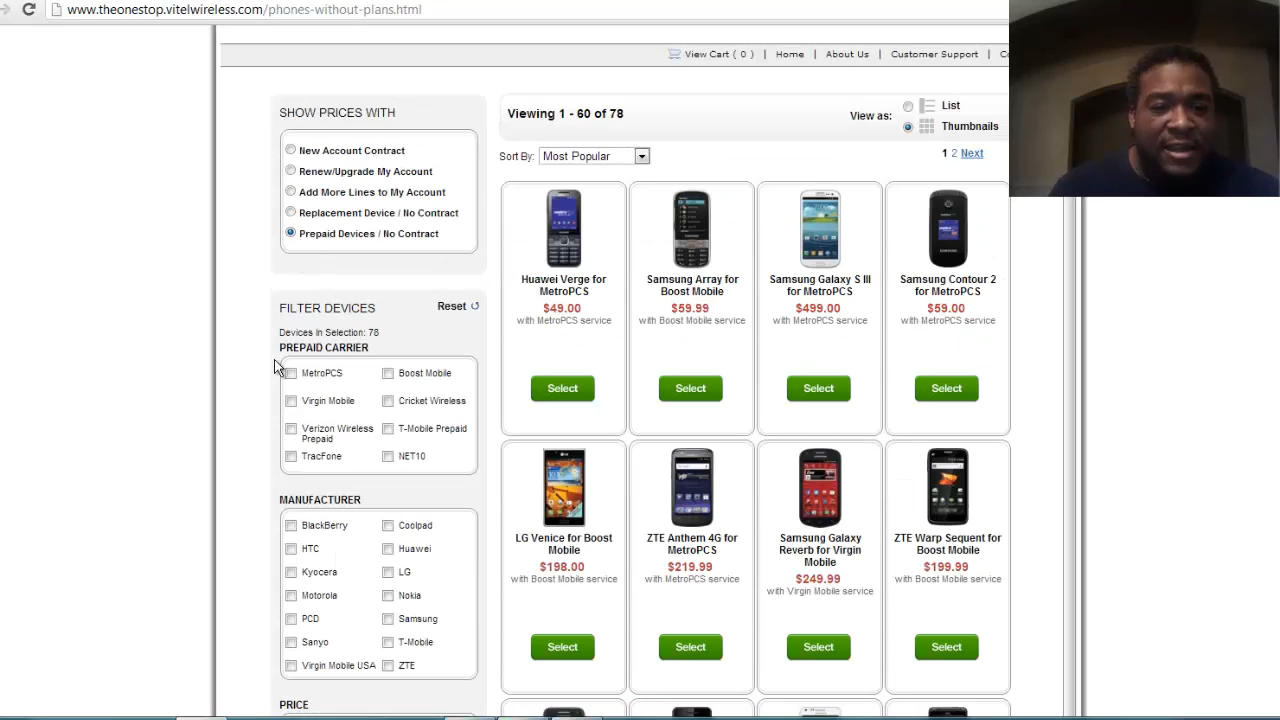 www.theonestop.vitelwireless.com/phones-without-plans.html
View Cart ( 0 ) | Home | About Us | Customer Support |
SHOW PRICES WITH
New Account Contract
Renew/Upgrade My Account
Add More Lines to My Account
Replacement Device / No Contract
Prepaid Devices / No Contract
FILTER DEVICES
Reset
Devices In Selection: 78
PREPAID CARRIER
MetroPCS
Boost Mobile
Virgin Mobile
Cricket Wireless
Verizon Wireless
Prepaid
T-Mobile Prepaid
TracFone
NET10
MANUFACTURER
BlackBerry
Coolpad
HTC
Huawei
Kyocera
LG
Motorola
Nokia
PCD
Samsung
Sanyo
T-Mobile
Virgin Mobile USA
ZTE
PRICE
Viewing 1 - 60 of 78
View as:
List
Thumbnails
Sort By: Most Popular
1 2 Next
Huawei Verge for
MetroPCS
$49.00
with MetroPCS service
Select
Samsung Array for
Boost Mobile
$59.99
with Boost Mobile service
Select
Samsung Galaxy S III
for MetroPCS
$499.00
with MetroPCS service
Select
Samsung Contour 2
for MetroPCS
$59.00
with MetroPCS service
Select
LG Venice for Boost
Mobile
$198.00
with Boost Mobile service
Select
ZTE Anthem 4G for
MetroPCS
$219.99
with MetroPCS service
Select
Samsung Galaxy
Reverb for Virgin
Mobile
$249.99
with Virgin Mobile service
Select
ZTE Warp Sequent for
Boost Mobile
$199.99
with Boost Mobile service
Select